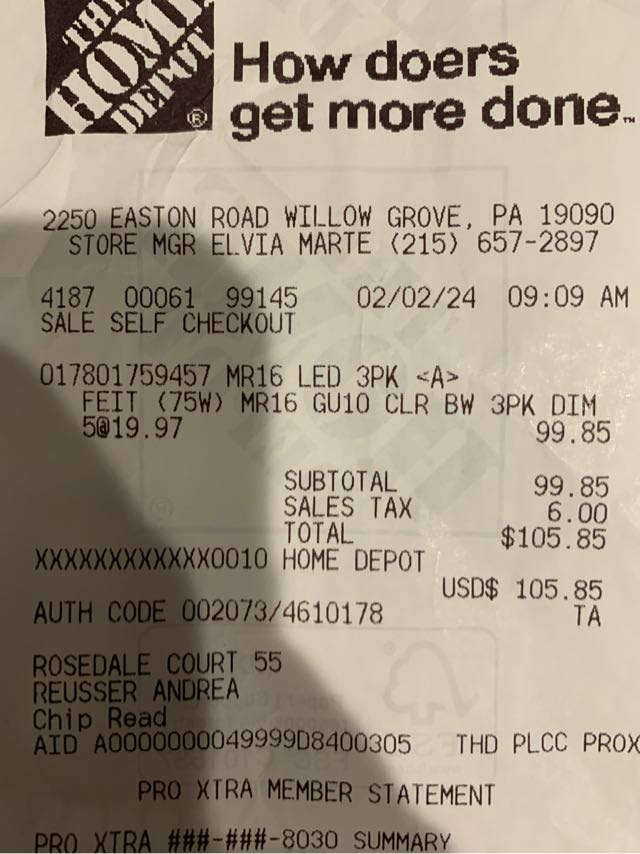 THE
HOME
DEPOT
®
How doers
get more done™
2250 EASTON ROAD WILLOW GROVE, PA 19090
STORE MGR ELVIA MARTE (215) 657-2897
4187 00061 99145 02/02/24 09:09 AM
SALE SELF CHECKOUT
017801759457 MR16 LED 3PK <A>
FEIT (75W) MR16 GU10 CLR BW 3PK DIM
5@19.97 99.85
SUBTOTAL 99.85
SALES TAX 6.00
TOTAL $105.85
XXXXXXXXXXXX0010 HOME DEPOT
USD$ 105.85
AUTH CODE 002073/4610178 TA
ROSEDALE COURT 55
REUSSER ANDREA
Chip Read
AID A0000000049999D8400305 THD PLCC PROX
PRO XTRA MEMBER STATEMENT
PRO XTRA ###-###-8030 SUMMARY